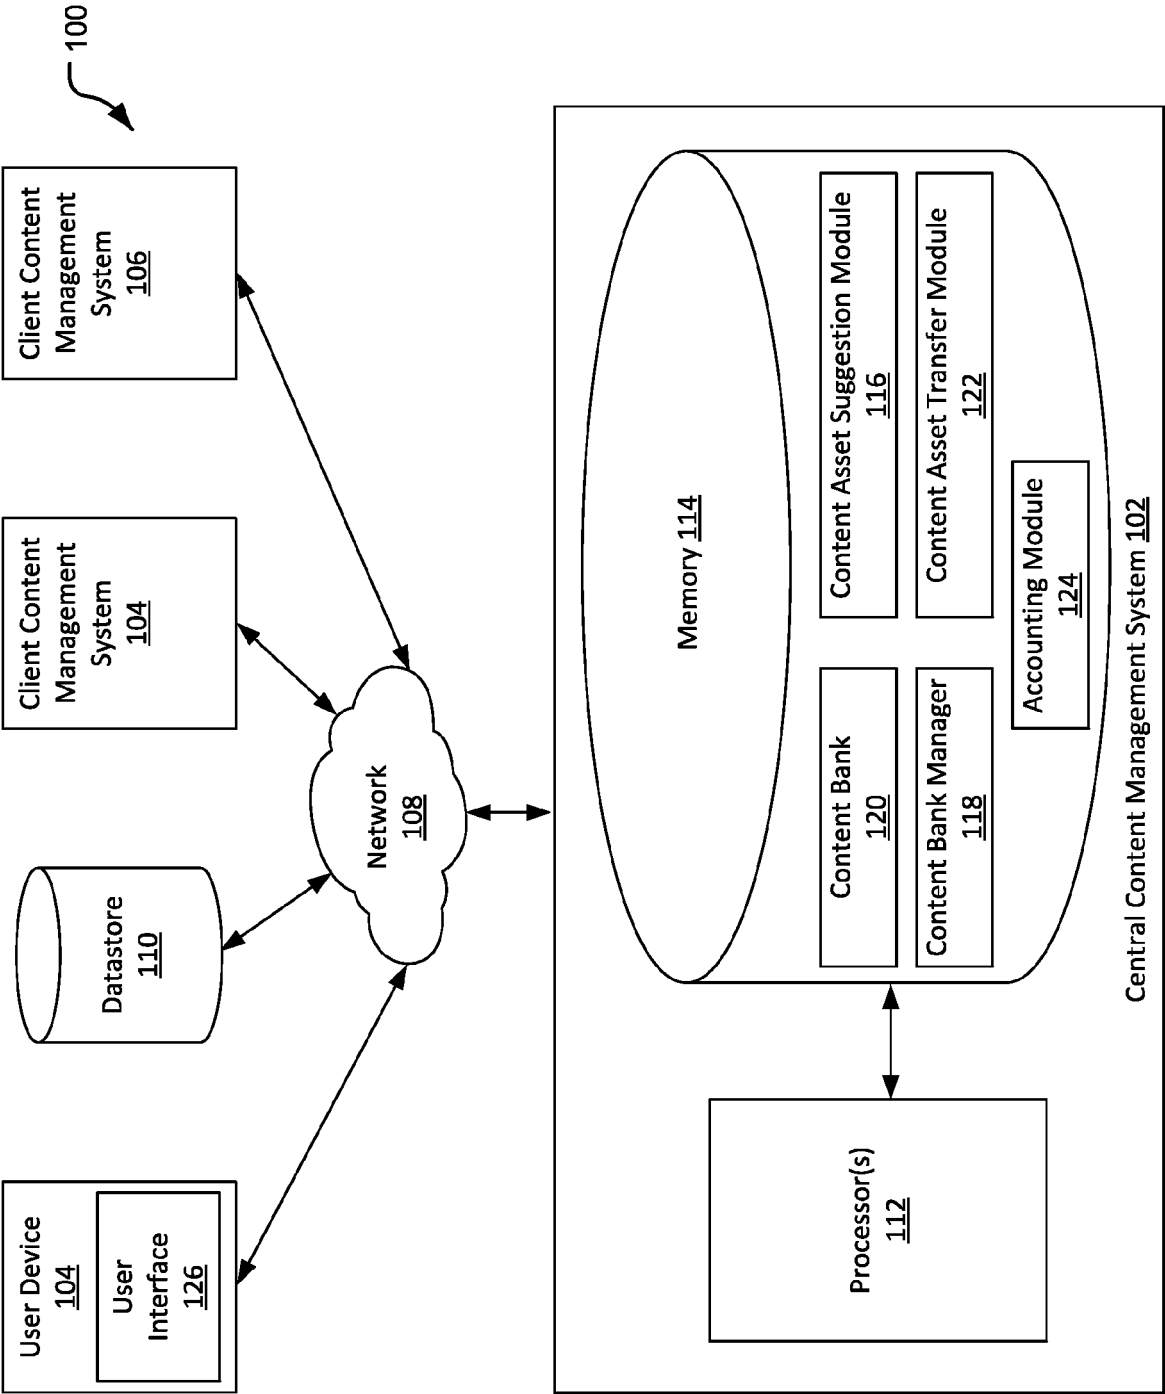 100
User Device
104
User
Interface
126
Datastore
110
Client Content
Management
System
104
Client Content
Management
System
106
Network
108
Processor(s)
112
Memory 114
Content Bank
120
Content Asset Suggestion Module
116
Content Bank Manager
118
Content Asset Transfer Module
122
Accounting Module
124
Central Content Management System 102